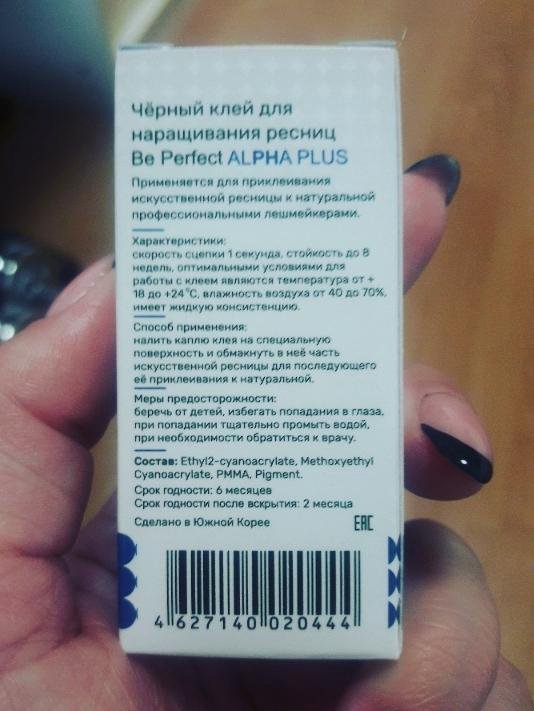 Чёрный клей для
наращивания ресниц
Be Perfect ALPHA PLUS
Применяется для приклеивания
искусственной ресницы к натуральной
профессиональными лешмейкерами.
Характеристики:
скорость сцепки 1 секунда, стойкость до 8
недель, оптимальными условиями для
работы с клеем являются температура от +
18 до +24°C, влажность воздуха от 40 до 70%,
имеет жидкую консистенцию.
Способ применения:
налить каплю клея на специальную
поверхность и обмакнуть в неё часть
искусственной ресницы для последующего
её приклеивания к натуральной.
Меры предосторожности:
беречь от детей, избегать попадания в глаза,
при попадании тщательно промыть водой,
при необходимости обратиться к врачу.
Состав: Ethyl2-cyanoacrylate, Methoxyethyl
Cyanoacrylate, PMMA, Pigment.
Срок годности: 6 месяцев
Срок годности после вскрытия: 2 месяца
Сделано в Южной Корее EAC
4 627140 020444